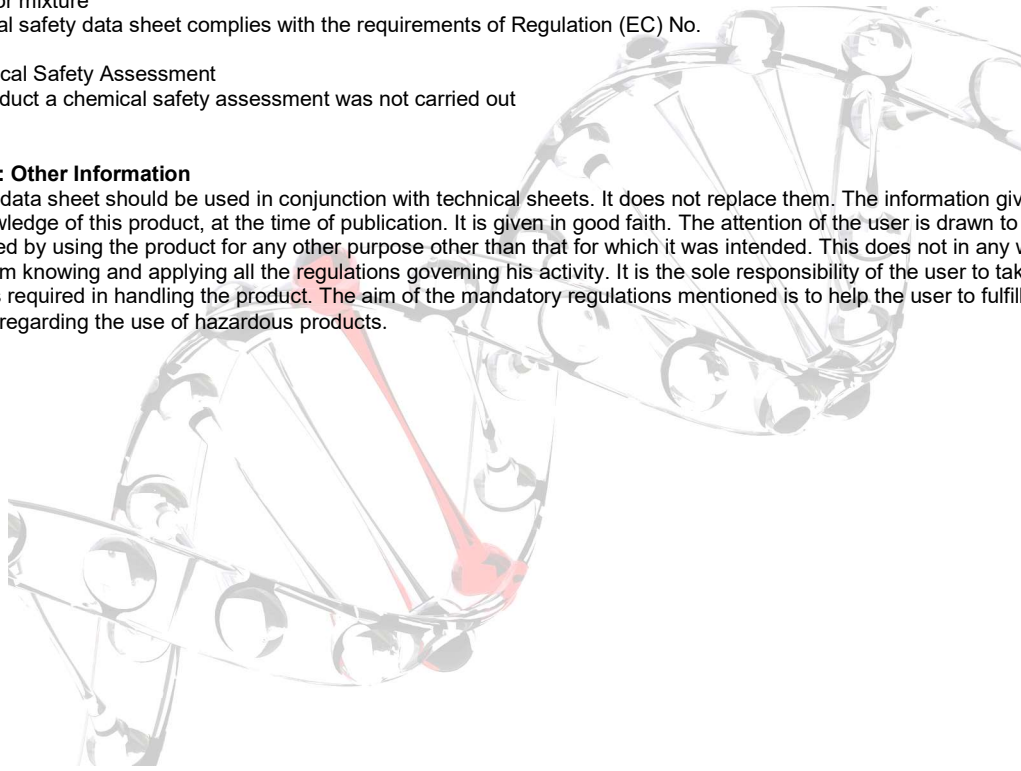 or mixture
al safety data sheet complies with the requirements of Regulation (EC) No.
cal Safety Assessment
duct a chemical safety assessment was not carried out
: Other Information
data sheet should be used in conjunction with technical sheets. It does not replace them. The information giv
wledge of this product, at the time of publication. It is given in good faith. The attention of the user is drawn to
ed by using the product for any other purpose other than that for which it was intended. This does not in any w
m knowing and applying all the regulations governing his activity. It is the sole responsibility of the user to tak
s required in handling the product. The aim of the mandatory regulations mentioned is to help the user to fulfill
regarding the use of hazardous products.